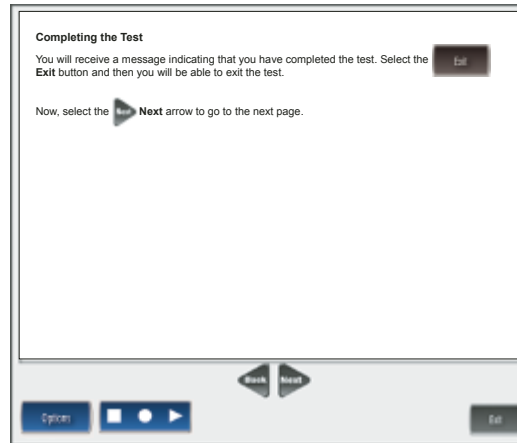 Completing the Test
You will receive a message indicating that you have completed the test. Select the Exit
Exit button and then you will be able to exit the test.
Now, select the Next Next arrow to go to the next page.
Back Next
Options
Exit